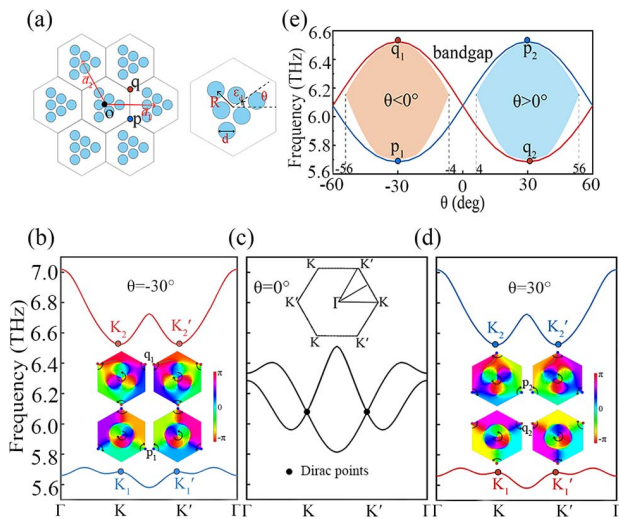 (a)
a₂
q
o
a₁
p
R
ε
θ
d
(e)
6.6
6.4
6.2
6.0
5.8
5.6
Frequency (THz)
q₁
bandgap
p₂
θ<0°
θ>0°
p₁
q₂
-56
-4
4
56
-60
-30
0
30
60
θ (deg)
(b)
(c)
(d)
7.0
6.8
6.6
6.4
6.2
6.0
5.8
5.6
Frequency (THz)
θ=-30°
K₂
K₂′
q₁
p₁
π
0
-π
K₁
K₁′
Γ
K
K′
Γ
θ=0°
K
K′
K′
Γ
K
K
K′
Dirac points
Γ
K
K′
Γ
θ=30°
K₂
K₂′
p₂
q₂
π
0
-π
K₁
K₁′
Γ
K
K′
Γ